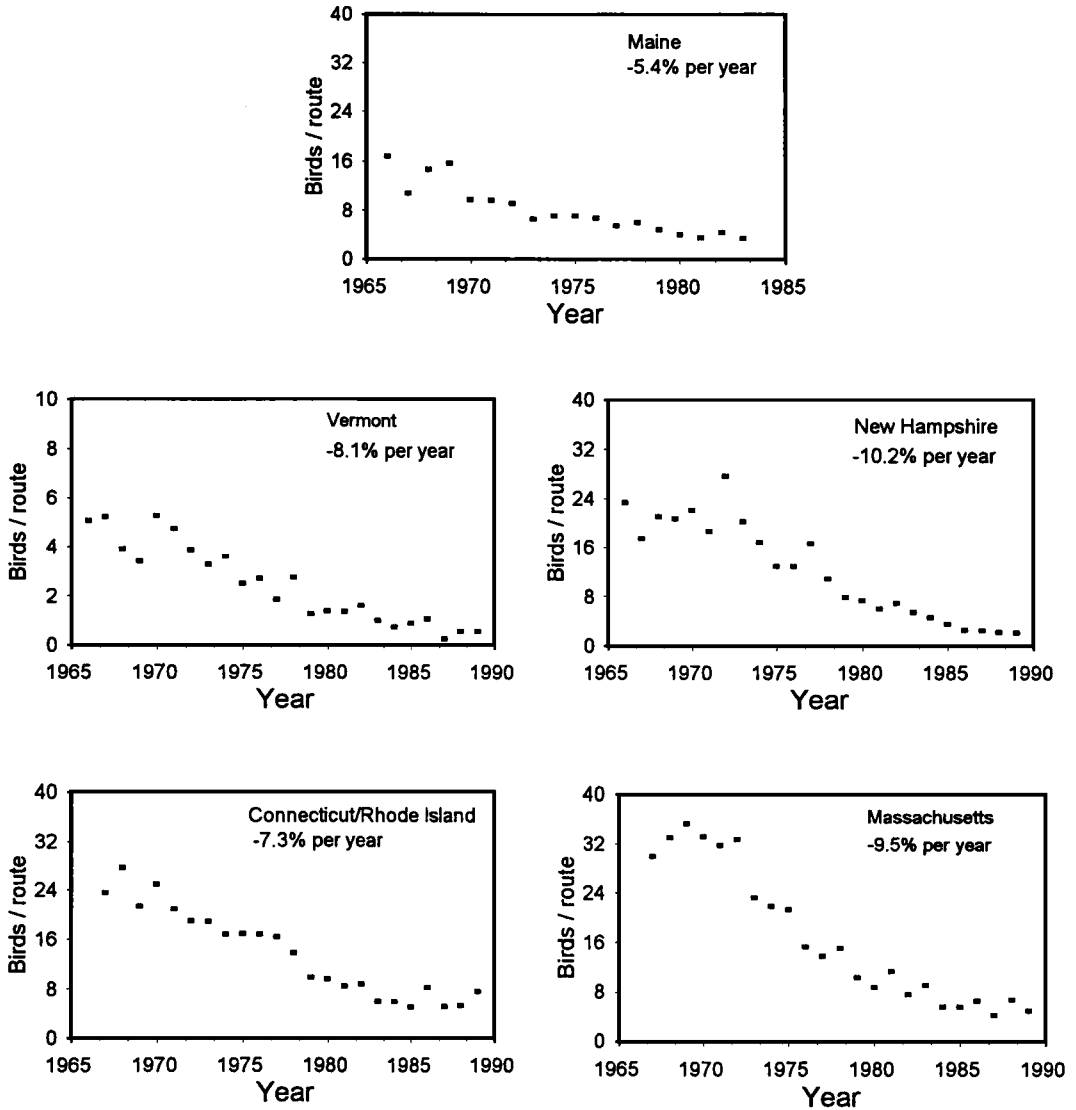 40
32
24
16
8
0
Birds / route
Maine
-5.4% per year
1965 1970 1975 1980 1985
Year
10
8
6
4
2
0
Birds / route
Vermont
-8.1% per year
1965 1970 1975 1980 1985 1990
Year
40
32
24
16
8
0
Birds / route
New Hampshire
-10.2% per year
1965 1970 1975 1980 1985 1990
Year
40
32
24
16
8
0
Birds / route
Connecticut/Rhode Island
-7.3% per year
1965 1970 1975 1980 1985 1990
Year
40
32
24
16
8
0
Birds / route
Massachusetts
-9.5% per year
1965 1970 1975 1980 1985 1990
Year